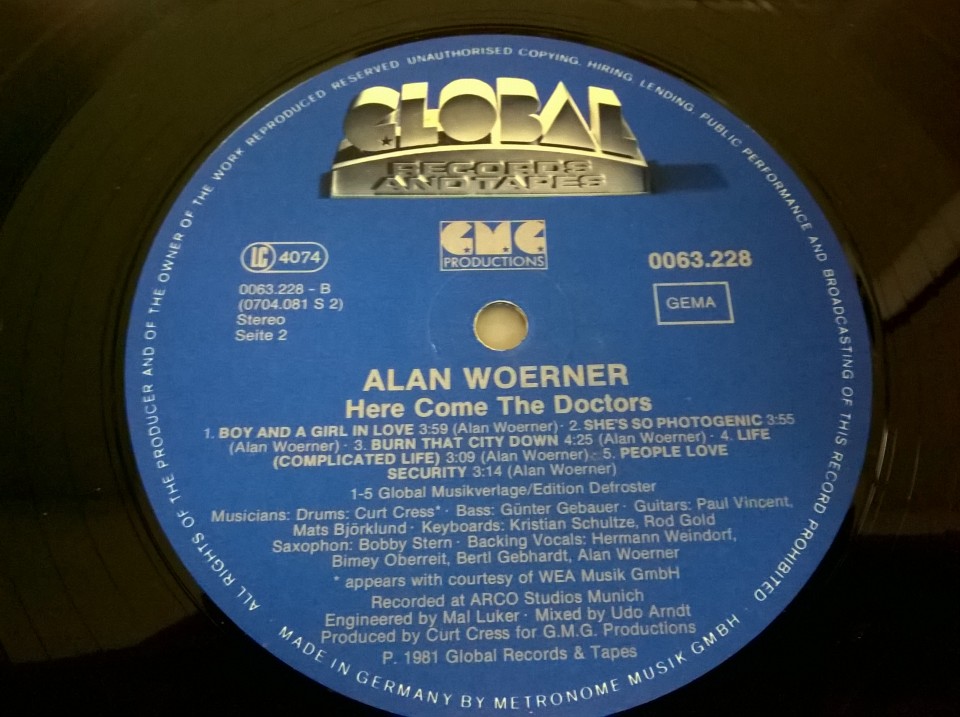 ALL RIGHTS OF THE PRODUCER AND OF THE OWNER OF THE WORK REPRODUCED RESERVED UNAUTHORISED COPYING, HIRING, LENDING, PUBLIC PERFORMANCE AND BROADCASTING OF THIS RECORD PROHIBITED
GLOBAL
RECORDS
AND TAPES
G.M.G.
PRODUCTIONS
LC 4074
0063.228
0063.228 - B
(0704.081 S 2)
Stereo
Seite 2
GEMA
ALAN WOERNER
Here Come The Doctors
1. BOY AND A GIRL IN LOVE 3:59 (Alan Woerner) · 2. SHE'S SO PHOTOGENIC 3:55
(Alan Woerner) · 3. BURN THAT CITY DOWN 4:25 (Alan Woerner) · 4. LIFE
(COMPLICATED LIFE) 3:09 (Alan Woerner) · 5. PEOPLE LOVE
SECURITY 3:14 (Alan Woerner)
1-5 Global Musikverlage/Edition Defroster
Musicians: Drums: Curt Cress* · Bass: Günter Gebauer · Guitars: Paul Vincent,
Mats Björklund · Keyboards: Kristian Schultze, Rod Gold
Saxophon: Bobby Stern · Backing Vocals: Hermann Weindorf,
Bimey Oberreit, Bertl Gebhardt, Alan Woerner
* appears with courtesy of WEA Musik GmbH
Recorded at ARCO Studios Munich
Engineered by Mal Luker · Mixed by Udo Arndt
Produced by Curt Cress for G.M.G. Productions
P. 1981 Global Records & Tapes
MADE IN GERMANY BY METRONOME MUSIK GMBH